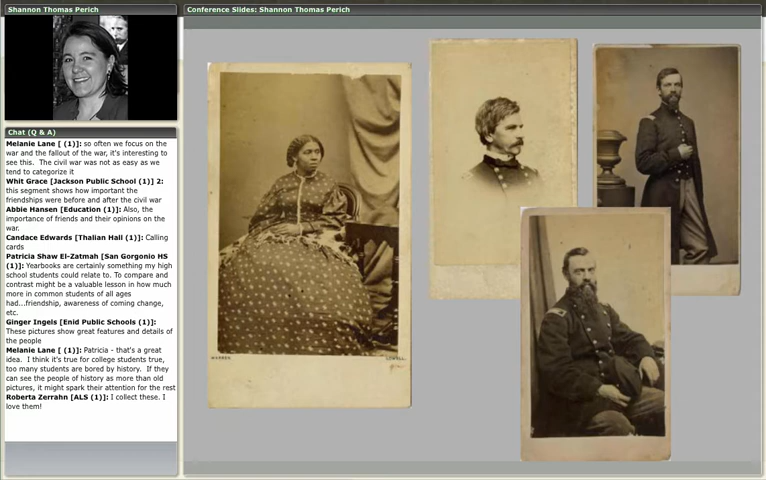 Shannon Thomas Perich
Conference Slides: Shannon Thomas Perich
Chat (Q & A)
Melanie Lane [ (1)]: so often we focus on the
war and the fallout of the war, it's interesting to
see this.  The civil war was not as easy as we
tend to categorize it
Whit Grace [Jackson Public School (1)] 2:
this segment shows how important the
friendships were before and after the civil war
Abbie Hansen [Education (1)]: Also, the
importance of friends and their opinions on the
war.
Candace Edwards [Thalian Hall (1)]: Calling
cards
Patricia Shaw El-Zatmah [San Gorgonio HS
(1)]: Yearbooks are certainly something my high
school students could relate to. To compare and
contrast might be a valuable lesson in how much
more in common students of all ages
had...friendship, awareness of coming change,
etc.
Ginger Ingels [Enid Public Schools (1)]:
These pictures show great features and details of
the people
Melanie Lane [ (1)]: Patricia - that's a great
idea.  I think it's true for college students true,
too many students are bored by history.  If they
can see the people of history as more than old
pictures, it might spark their attention for the rest
Roberta Zerrahn [ALS (1)]: I collect these. I
love them!
WARREN
LOWELL